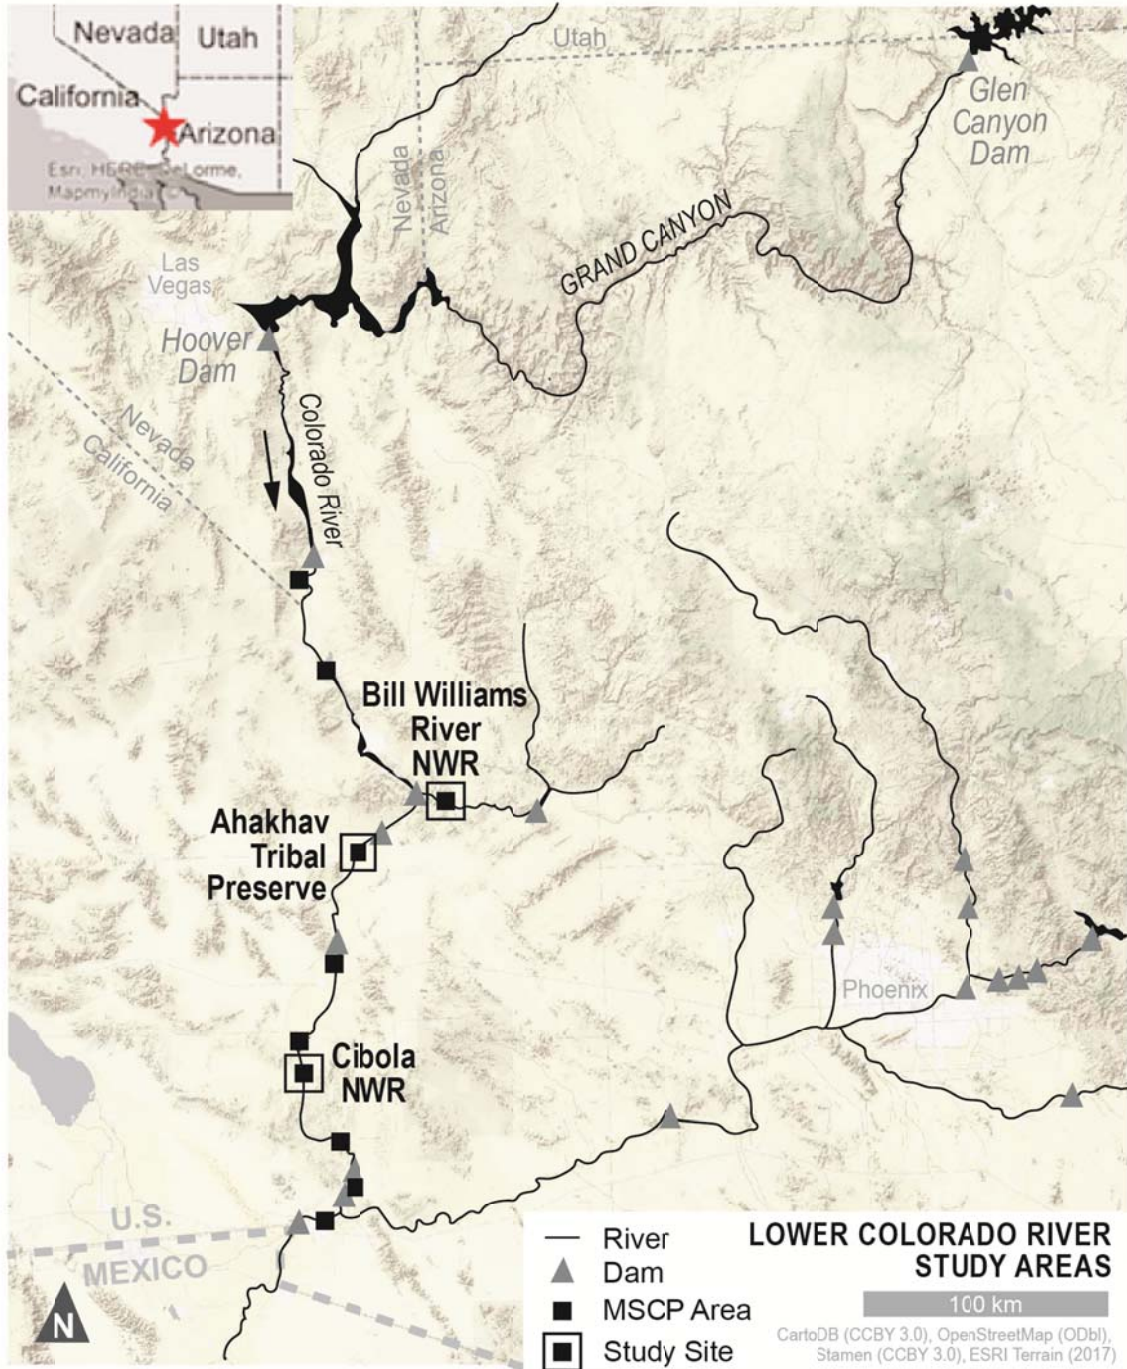 Nevada
Utah
California
Arizona
Esri, HERE, DeLorme,
MapmyIndia ©
Utah
Glen
Canyon
Dam
Nevada
Arizona
GRAND CANYON
Las
Vegas
Hoover
Dam
Colorado River
Nevada
California
Bill Williams
River
NWR
Ahakhav
Tribal
Preserve
Phoenix
Cibola
NWR
U.S.
MEXICO
N
River
Dam
MSCP Area
Study Site
LOWER COLORADO RIVER
STUDY AREAS
100 km
CartoDB (CCBY 3.0), OpenStreetMap (ODbl),
Stamen (CCBY 3.0), ESRI Terrain (2017)